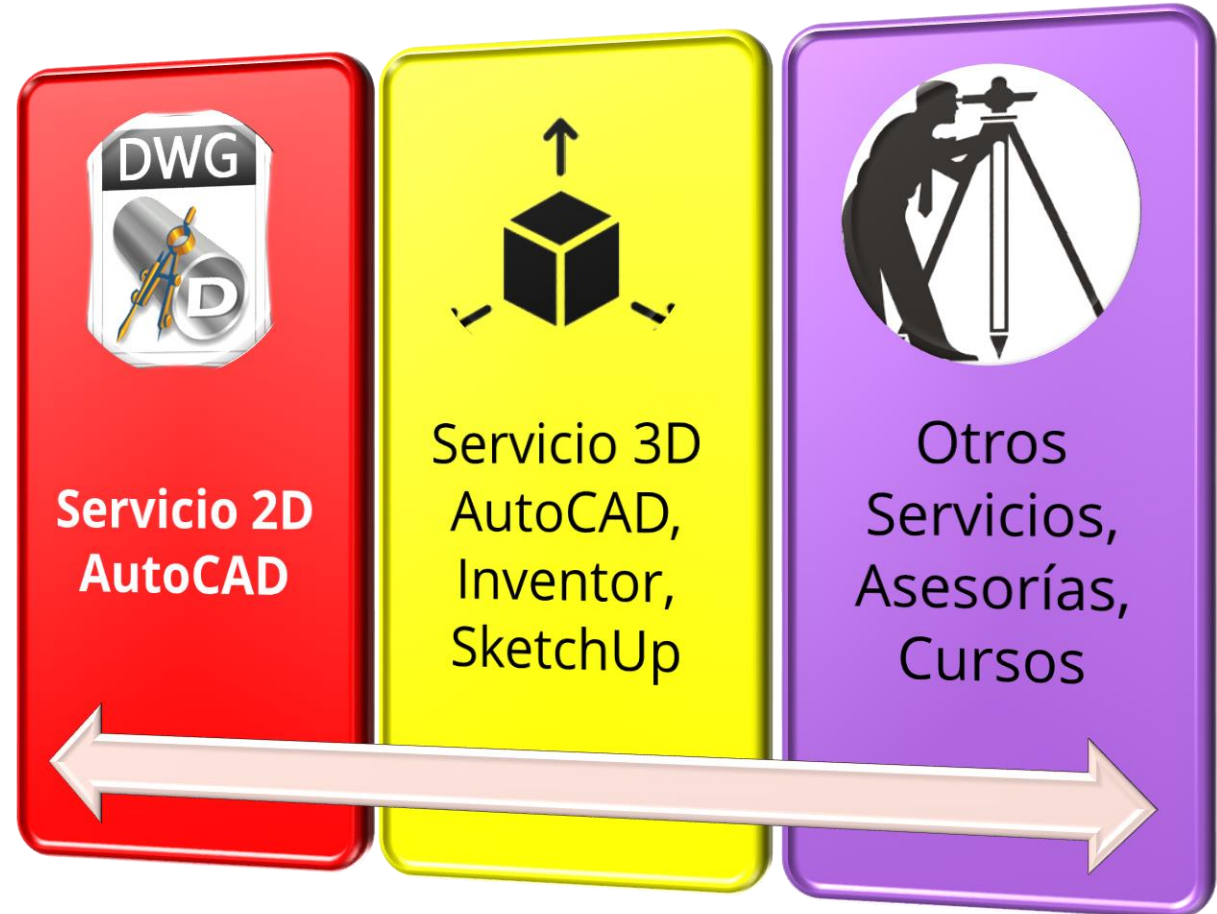 DWG
D
Servicio 2D
AutoCAD
Servicio 3D
AutoCAD,
Inventor,
SketchUp
Otros
Servicios,
Asesorías,
Cursos